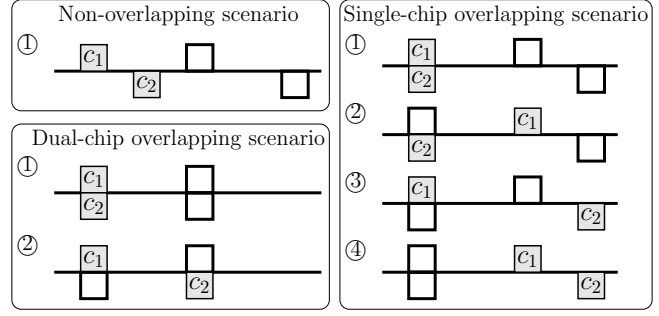 Non-overlapping scenario
①
c₁
c₂
Dual-chip overlapping scenario
①
c₁
c₂
②
c₁
c₂
Single-chip overlapping scenario
①
c₁
c₂
②
c₁
c₂
③
c₁
c₂
④
c₁
c₂